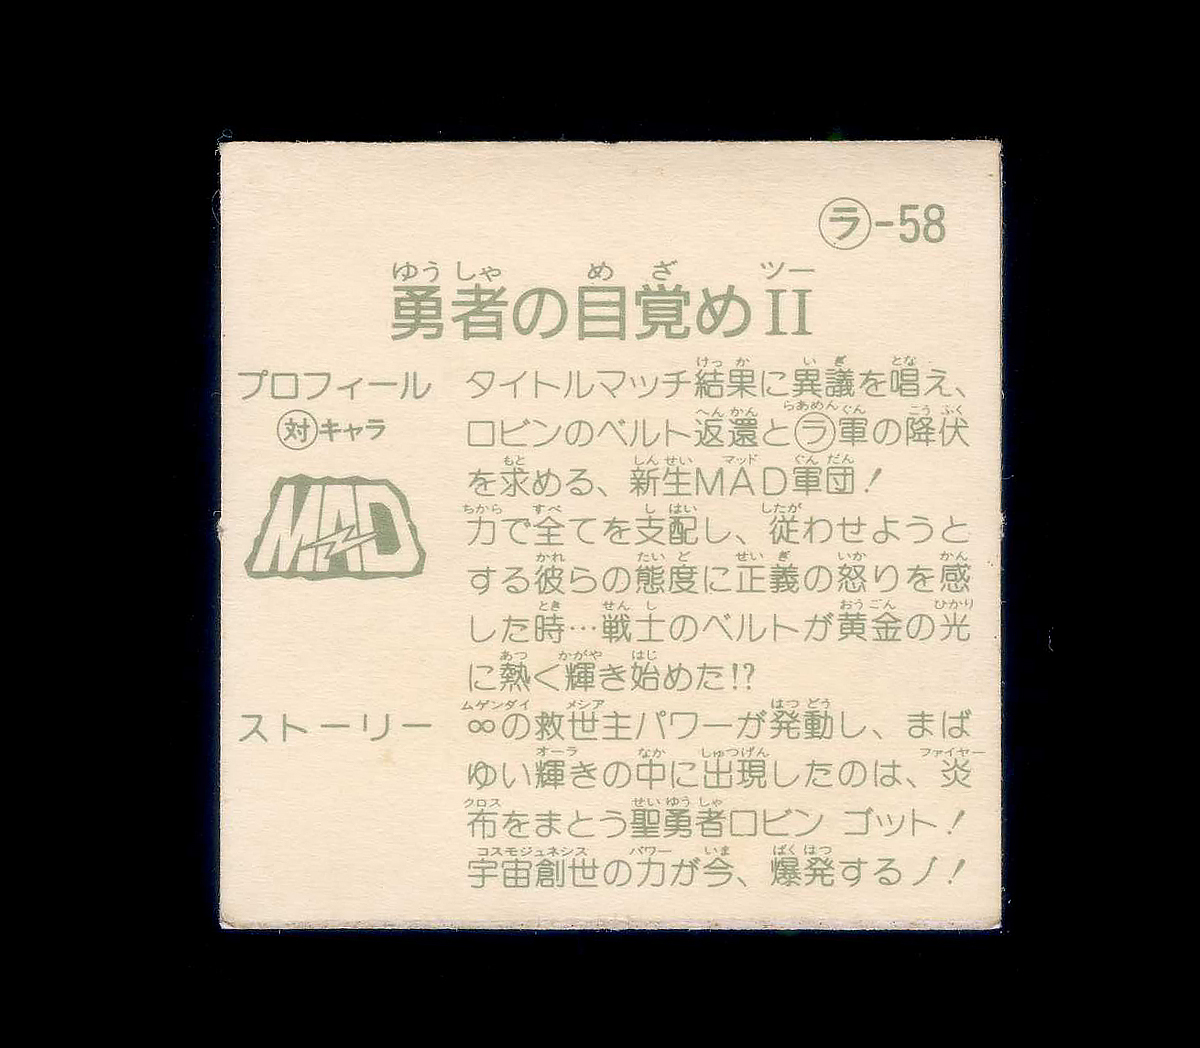 ラ-58
勇者の目覚めII
プロフィール
対キャラ
MAD
タイトルマッチ結果に異議を唱え、
ロビンのベルト返還とラ軍の降伏
を求める、新生MAD軍団!
力で全てを支配し、従わせようと
する彼らの態度に正義の怒りを感
した時…戦士のベルトが黄金の光
に熱く輝き始めた!?
ストーリー
∞の救世主パワーが発動し、まば
ゆい輝きの中に出現したのは、炎
布をまとう聖勇者ロビン ゴット!
宇宙創世の力が今、爆発するノ!